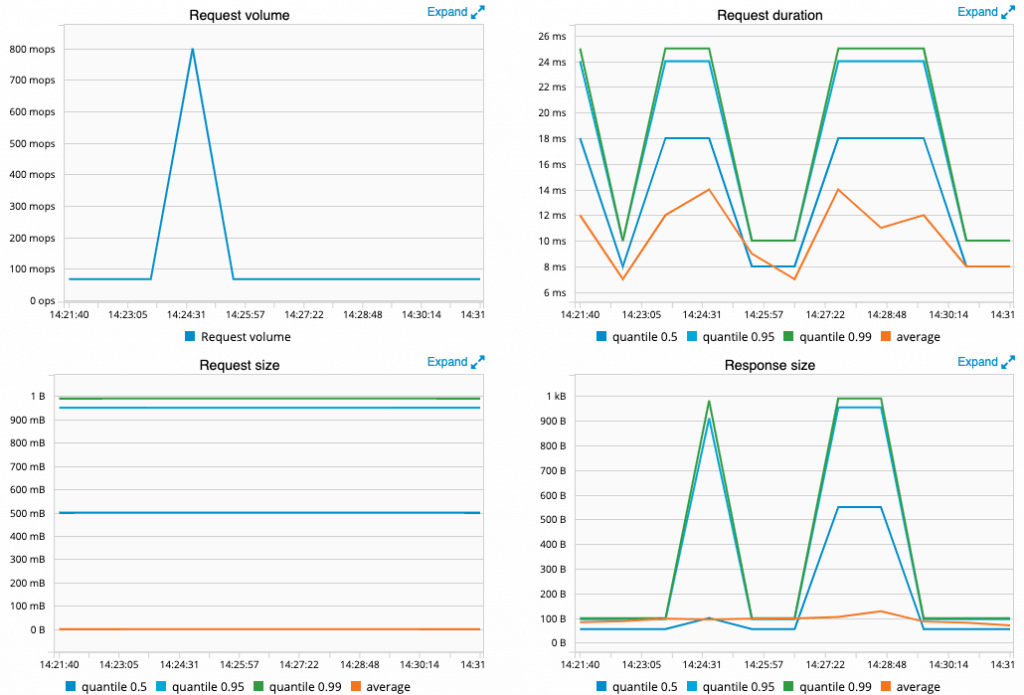 Request volume
Expand
800 mops
700 mops
600 mops
500 mops
400 mops
300 mops
200 mops
100 mops
0 ops
14:21:40 14:23:05 14:24:31 14:25:57 14:27:22 14:28:48 14:30:14 14:31
Request volume
Request duration
Expand
26 ms
24 ms
22 ms
20 ms
18 ms
16 ms
14 ms
12 ms
10 ms
8 ms
6 ms
14:21:40 14:23:05 14:24:31 14:25:57 14:27:22 14:28:48 14:30:14 14:31
quantile 0.5 quantile 0.95 quantile 0.99 average
Request size
Expand
1 B
900 mB
800 mB
700 mB
600 mB
500 mB
400 mB
300 mB
200 mB
100 mB
0 B
14:21:40 14:23:05 14:24:31 14:25:57 14:27:22 14:28:48 14:30:14 14:31
quantile 0.5 quantile 0.95 quantile 0.99 average
Response size
Expand
1 kB
900 B
800 B
700 B
600 B
500 B
400 B
300 B
200 B
100 B
0 B
14:21:40 14:23:05 14:24:31 14:25:57 14:27:22 14:28:48 14:30:14 14:31
quantile 0.5 quantile 0.95 quantile 0.99 average